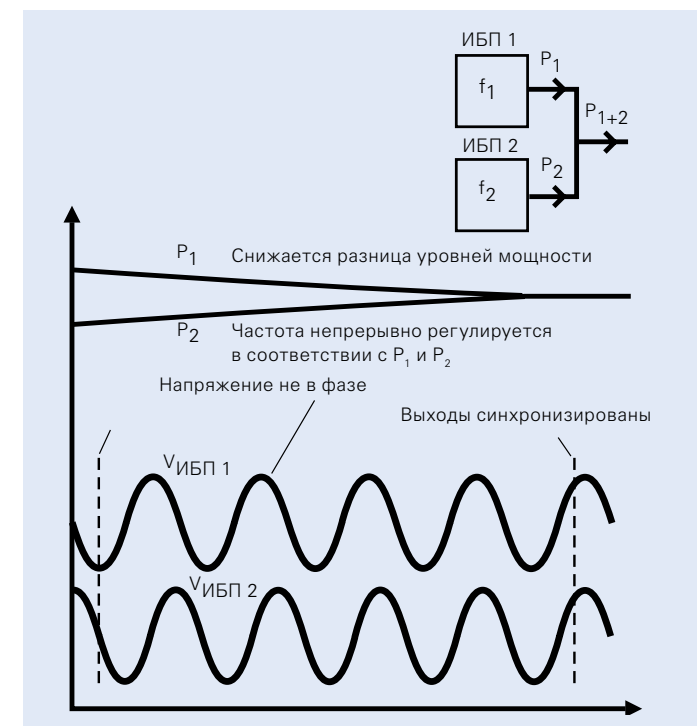 ИБП 1
P1
f1
P1+2
ИБП 2
P2
f2
P1 Снижается разница уровней мощности
P2 Частота непрерывно регулируется
в соответствии с P1 и P2
Напряжение не в фазе
Выходы синхронизированы
VИБП 1
VИБП 2